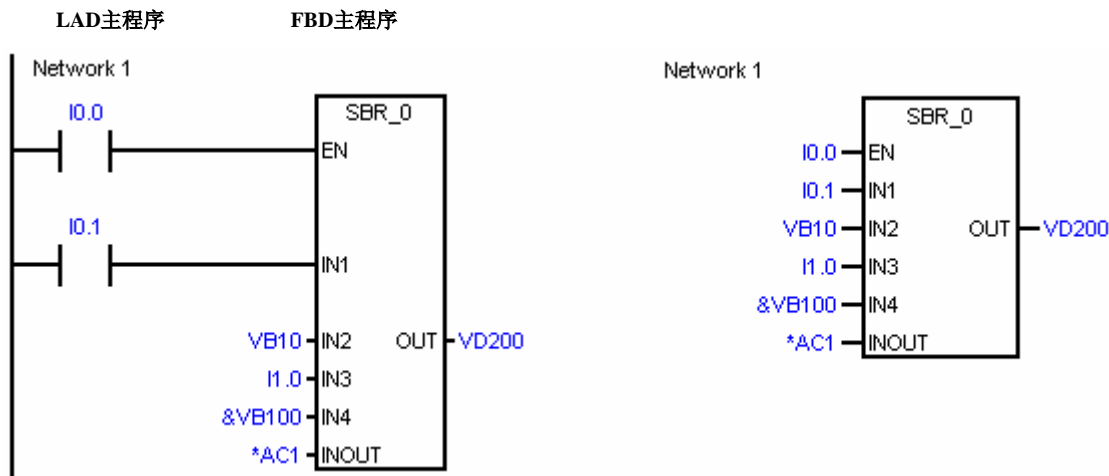 LAD主程序 FBD主程序
Network 1
I0.0
SBR_0
EN
I0.1
IN1
VB10 IN2 OUT VD200
I1.0 IN3
&VB100 IN4
*AC1 INOUT
Network 1
SBR_0
I0.0 EN
I0.1 IN1
VB10 IN2 OUT VD200
I1.0 IN3
&VB100 IN4
*AC1 INOUT